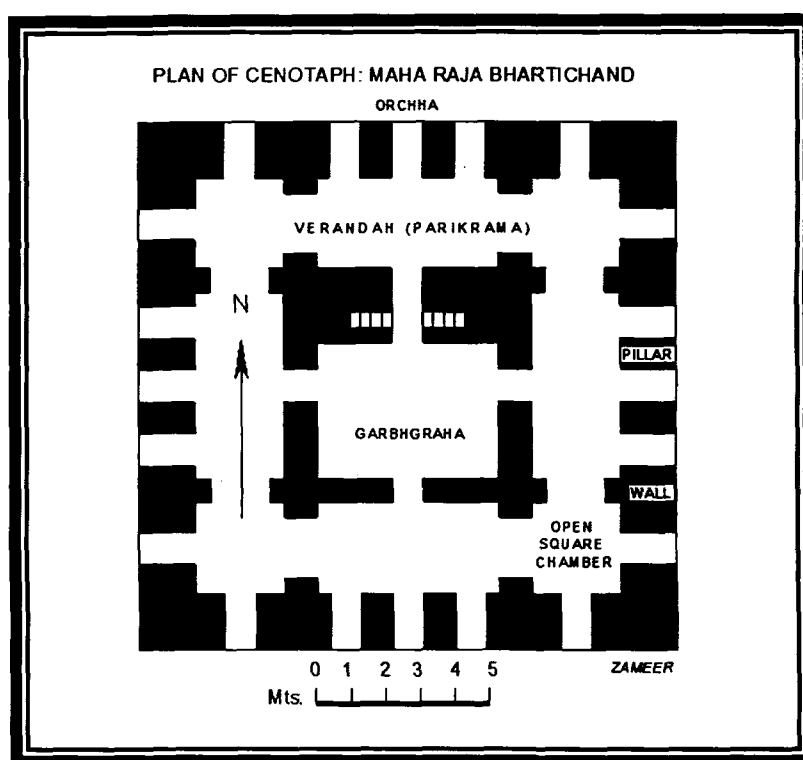 PLAN OF CENOTAPH: MAHA RAJA BHARTICHAND
ORCHHA
VERANDAH (PARIKRAMA)
N
PILLAR
GARBHGRAHA
WALL
OPEN
SQUARE
CHAMBER
0 1 2 3 4 5
ZAMEER
Mts.